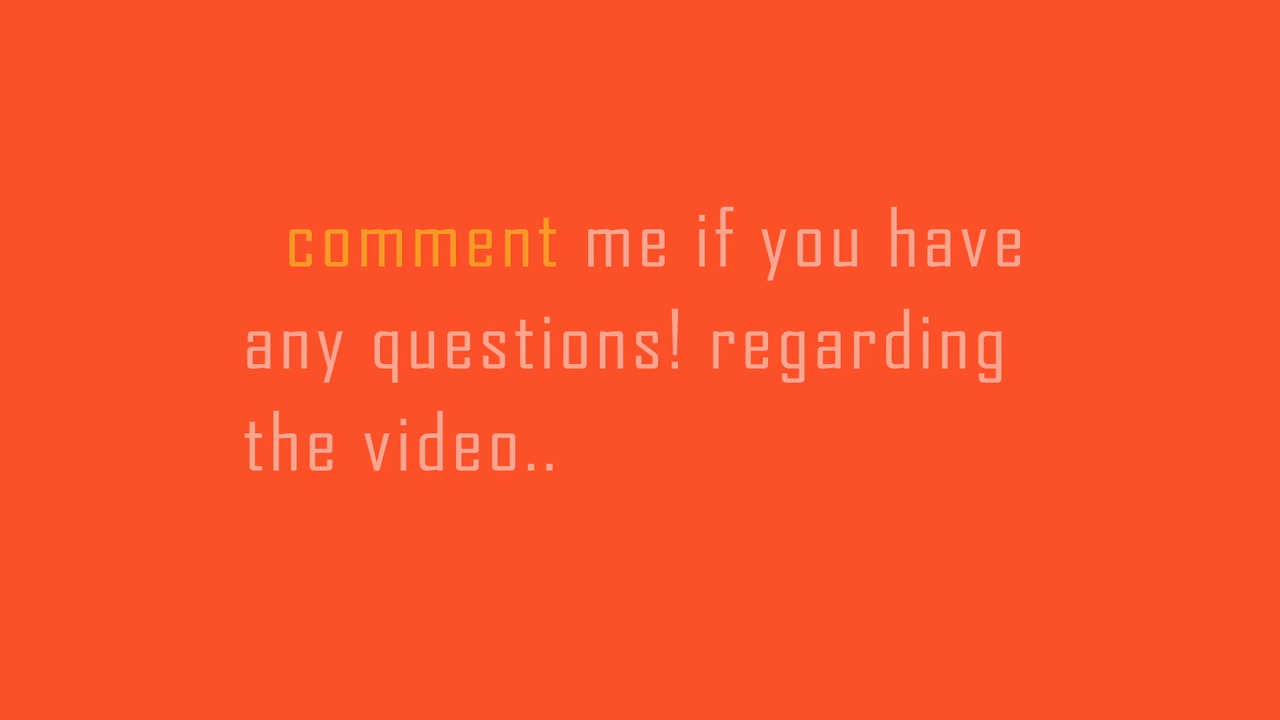 comment me if you have
any questions! regarding
the video..